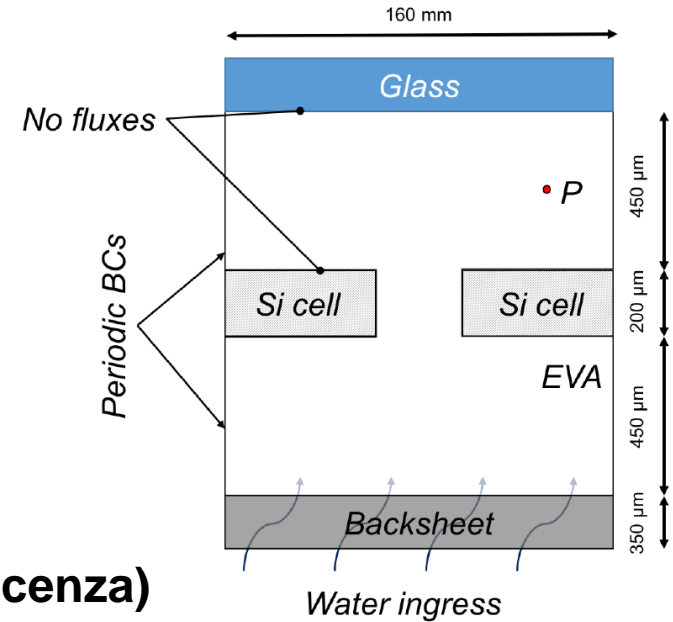 160 mm
Glass
No fluxes
P
450 µm
Periodic BCs
Si cell
Si cell
200 µm
EVA
450 µm
Backsheet
350 µm
cenza)
Water ingress